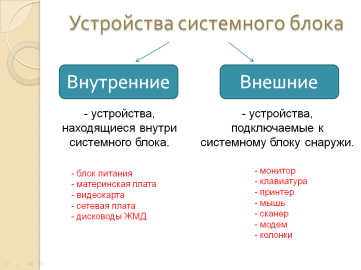 Устройства системного блока
Внутренние
- устройства,
находящиеся внутри
системного блока.
- блок питания
- материнская плата
- видеокарта
- сетевая плата
- дисководы ЖМД
Внешние
- устройства,
подключаемые к
системному блоку снаружи.
- монитор
- клавиатура
- принтер
- мышь
- сканер
- модем
- колонки